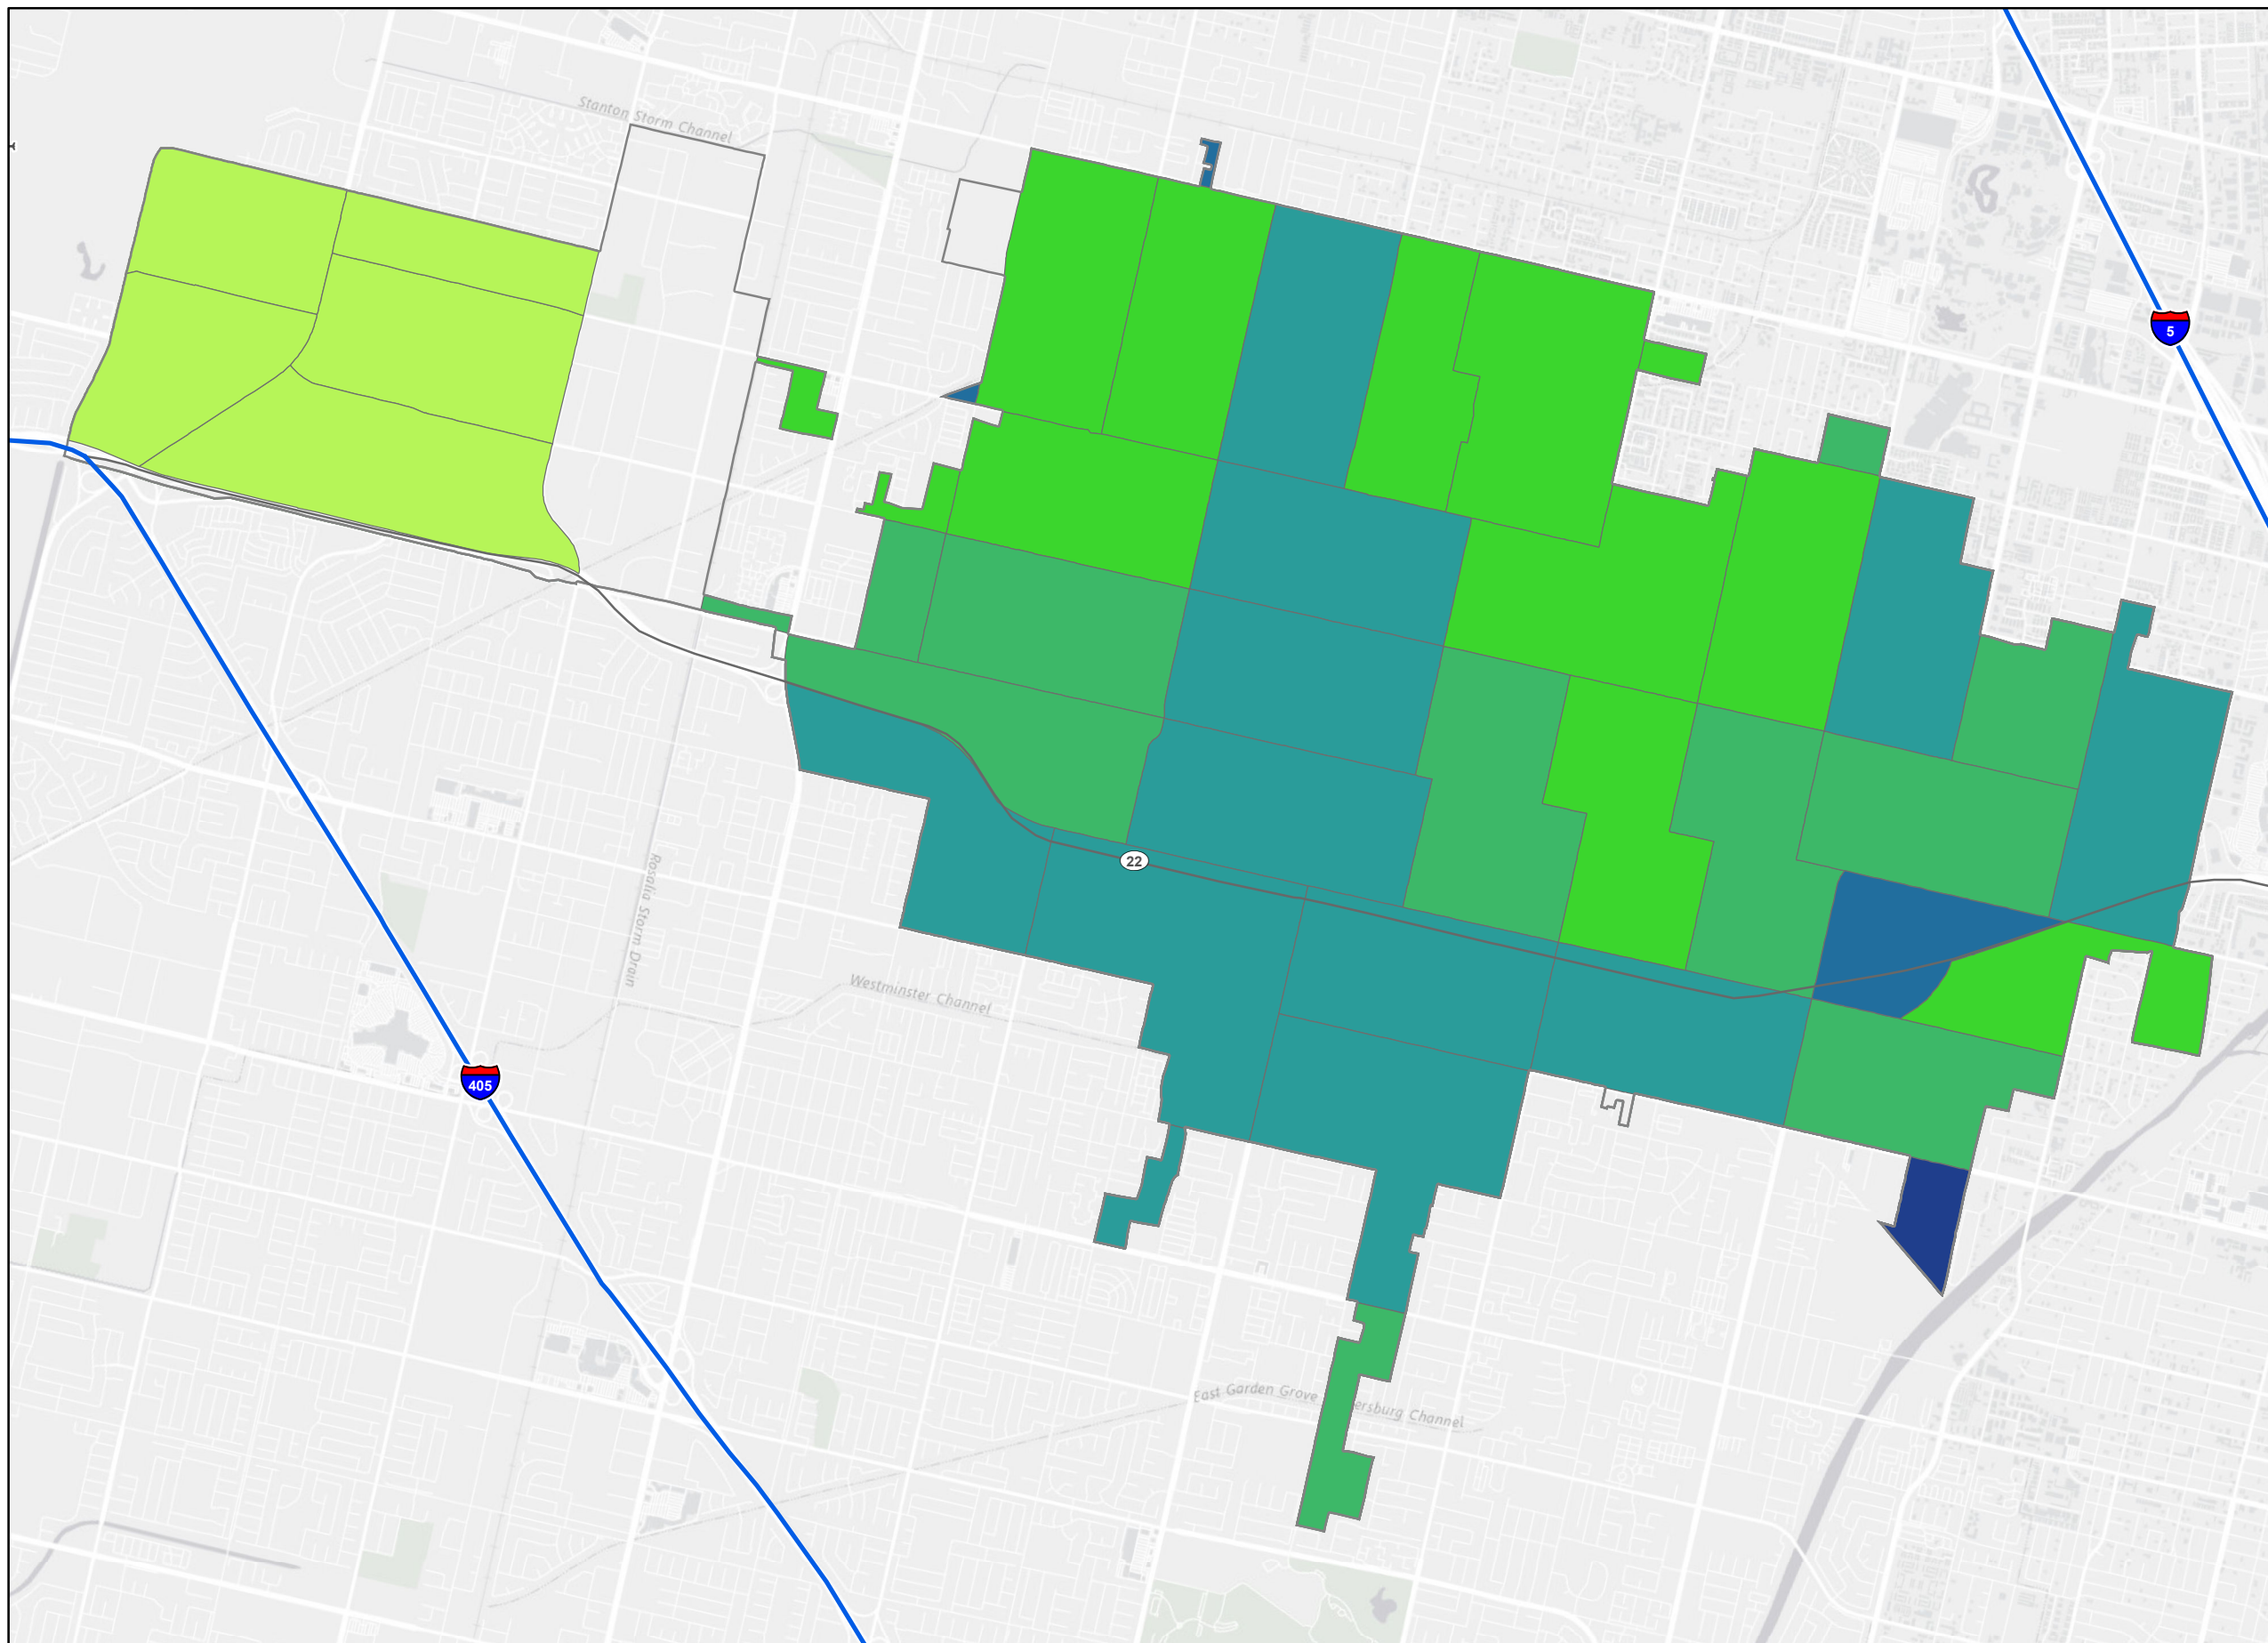 Stanton Storm Channel
5
22
Rosalia Storm Drain
Westminster Channel
405
East Garden Grove
ersburg Channel